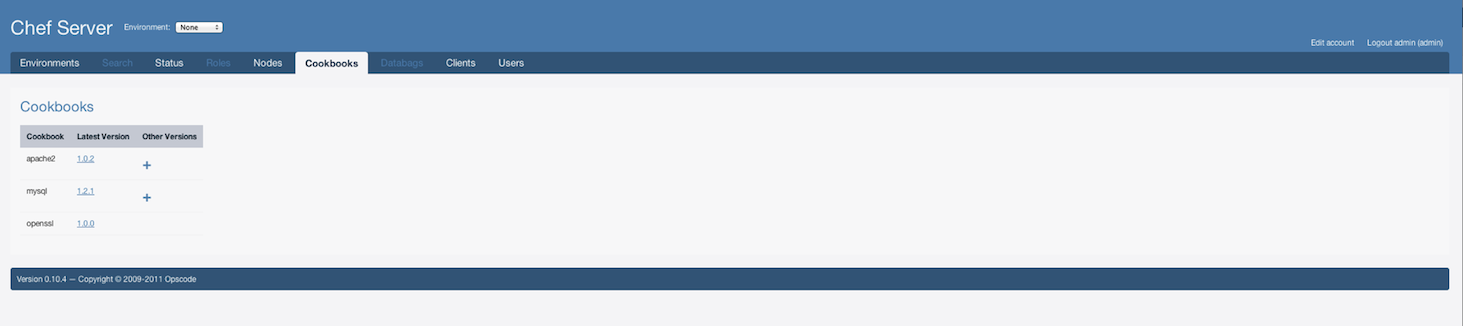 Chef Server Environment: None
Edit account Logout admin (admin)
Environments Search Status Roles Nodes Cookbooks Databags Clients Users
Cookbooks
Cookbook Latest Version Other Versions
apache2 1.0.2 +
mysql 1.2.1 +
openssl 1.0.0
Version 0.10.4 — Copyright © 2009-2011 Opscode